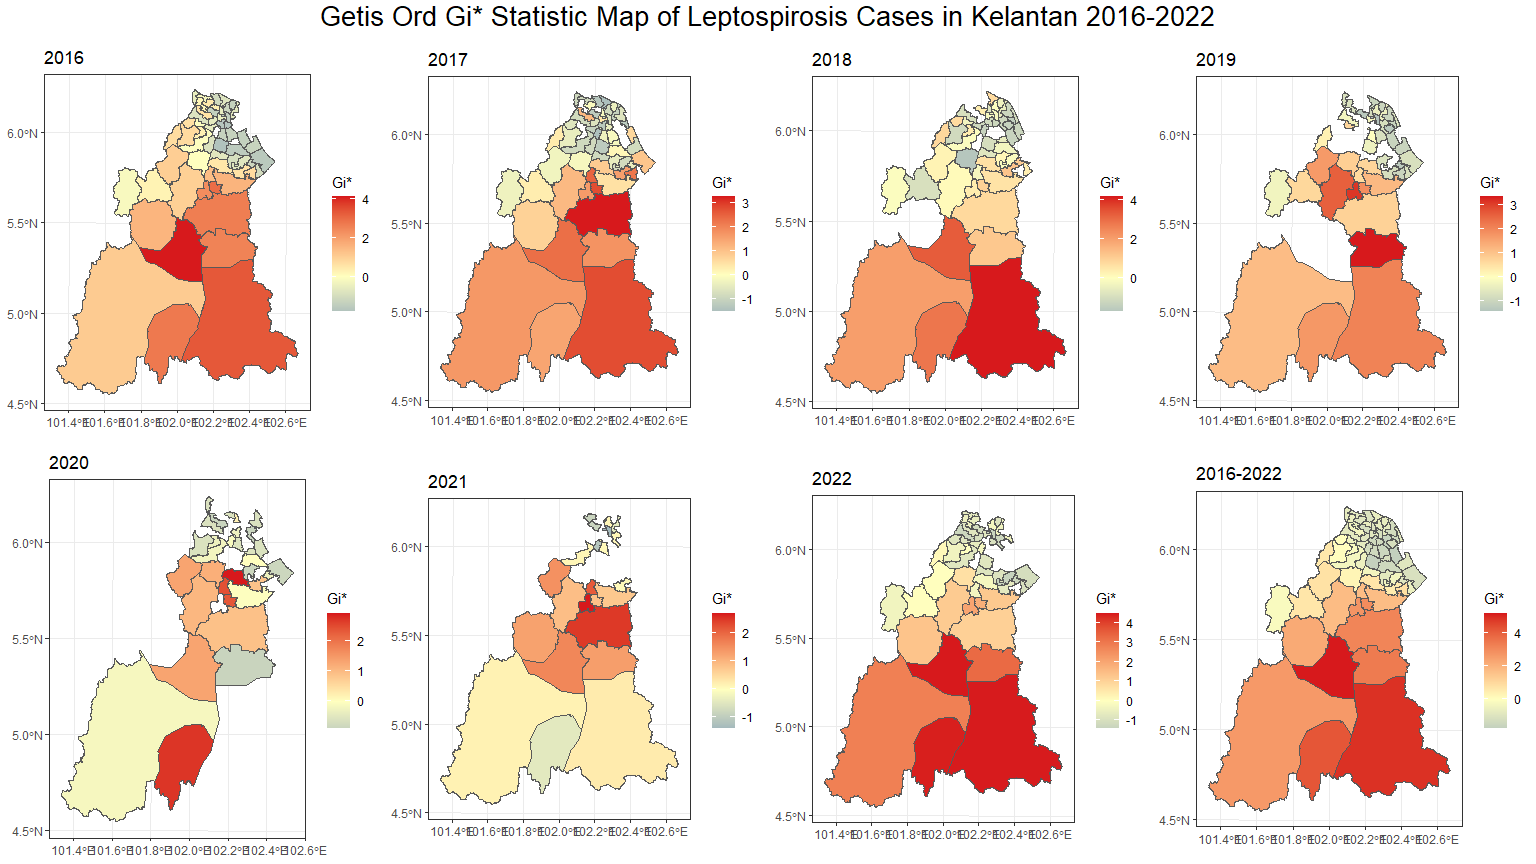 Getis Ord Gi* Statistic Map of Leptospirosis Cases in Kelantan 2016-2022
2016
6.0°N
5.5°N
5.0°N
4.5°N
101.4°E101.6°E101.8°E102.0°E102.2°E102.4°E102.6°E
Gi*
4
2
0
2017
6.0°N
5.5°N
5.0°N
4.5°N
101.4°E101.6°E101.8°E102.0°E102.2°E102.4°E102.6°E
Gi*
3
2
1
0
-1
2018
6.0°N
5.5°N
5.0°N
4.5°N
101.4°E101.6°E101.8°E102.0°E102.2°E102.4°E102.6°E
Gi*
4
2
0
2019
6.0°N
5.5°N
5.0°N
4.5°N
101.4°E101.6°E101.8°E102.0°E102.2°E102.4°E102.6°E
Gi*
3
2
1
0
-1
2020
6.0°N
5.5°N
5.0°N
4.5°N
101.4°E101.6°E101.8°E102.0°E102.2°E102.4°E102.6°E
Gi*
2
1
0
2021
6.0°N
5.5°N
5.0°N
4.5°N
101.4°E101.6°E101.8°E102.0°E102.2°E102.4°E102.6°E
Gi*
2
1
0
-1
2022
6.0°N
5.5°N
5.0°N
4.5°N
101.4°E101.6°E101.8°E102.0°E102.2°E102.4°E102.6°E
Gi*
4
3
2
1
0
-1
2016-2022
6.0°N
5.5°N
5.0°N
4.5°N
101.4°E101.6°E101.8°E102.0°E102.2°E102.4°E102.6°E
Gi*
4
2
0